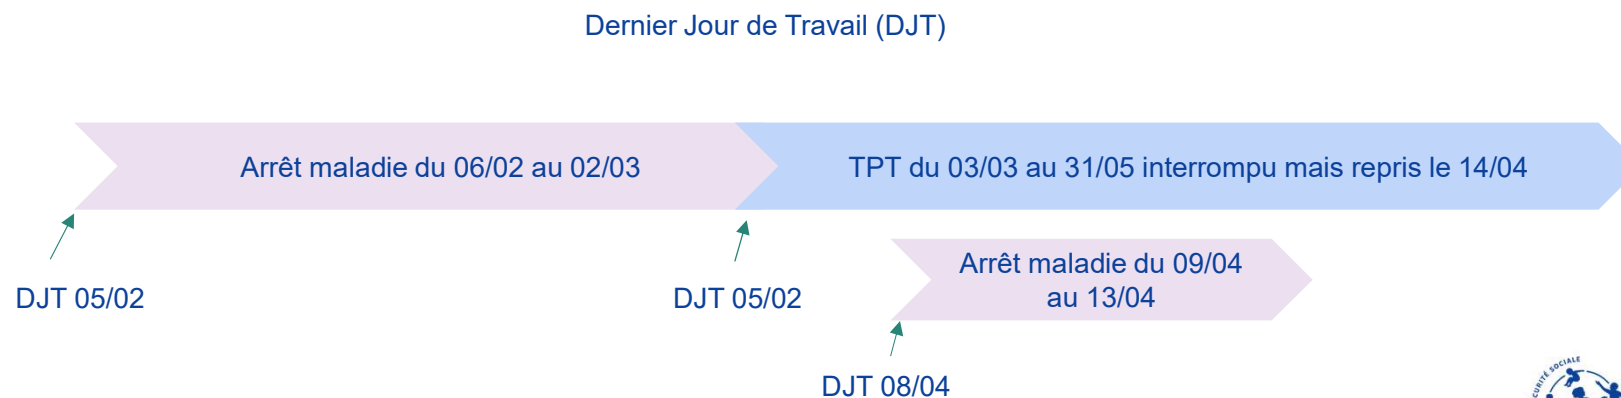 Dernier Jour de Travail (DJT)
Arrêt maladie du 06/02 au 02/03
TPT du 03/03 au 31/05 interrompu mais repris le 14/04
Arrêt maladie du 09/04
au 13/04
DJT 05/02
DJT 05/02
DJT 08/04